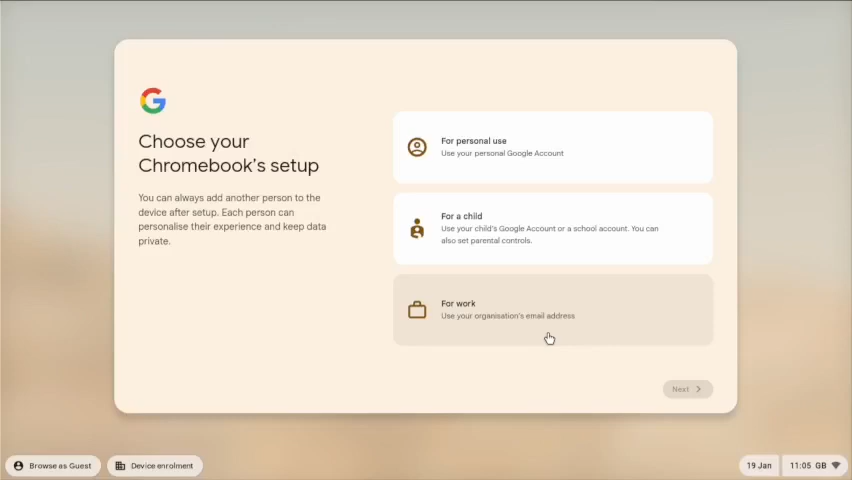 Choose your
Chromebook's setup
You can always add another person to the
device after setup. Each person can
personalise their experience and keep data
private.
For personal use
Use your personal Google Account
For a child
Use your child's Google Account or a school account. You can
also set parental controls.
For work
Use your organisation's email address
Next
Browse as Guest
Device enrolment
19 Jan
11:05 GB